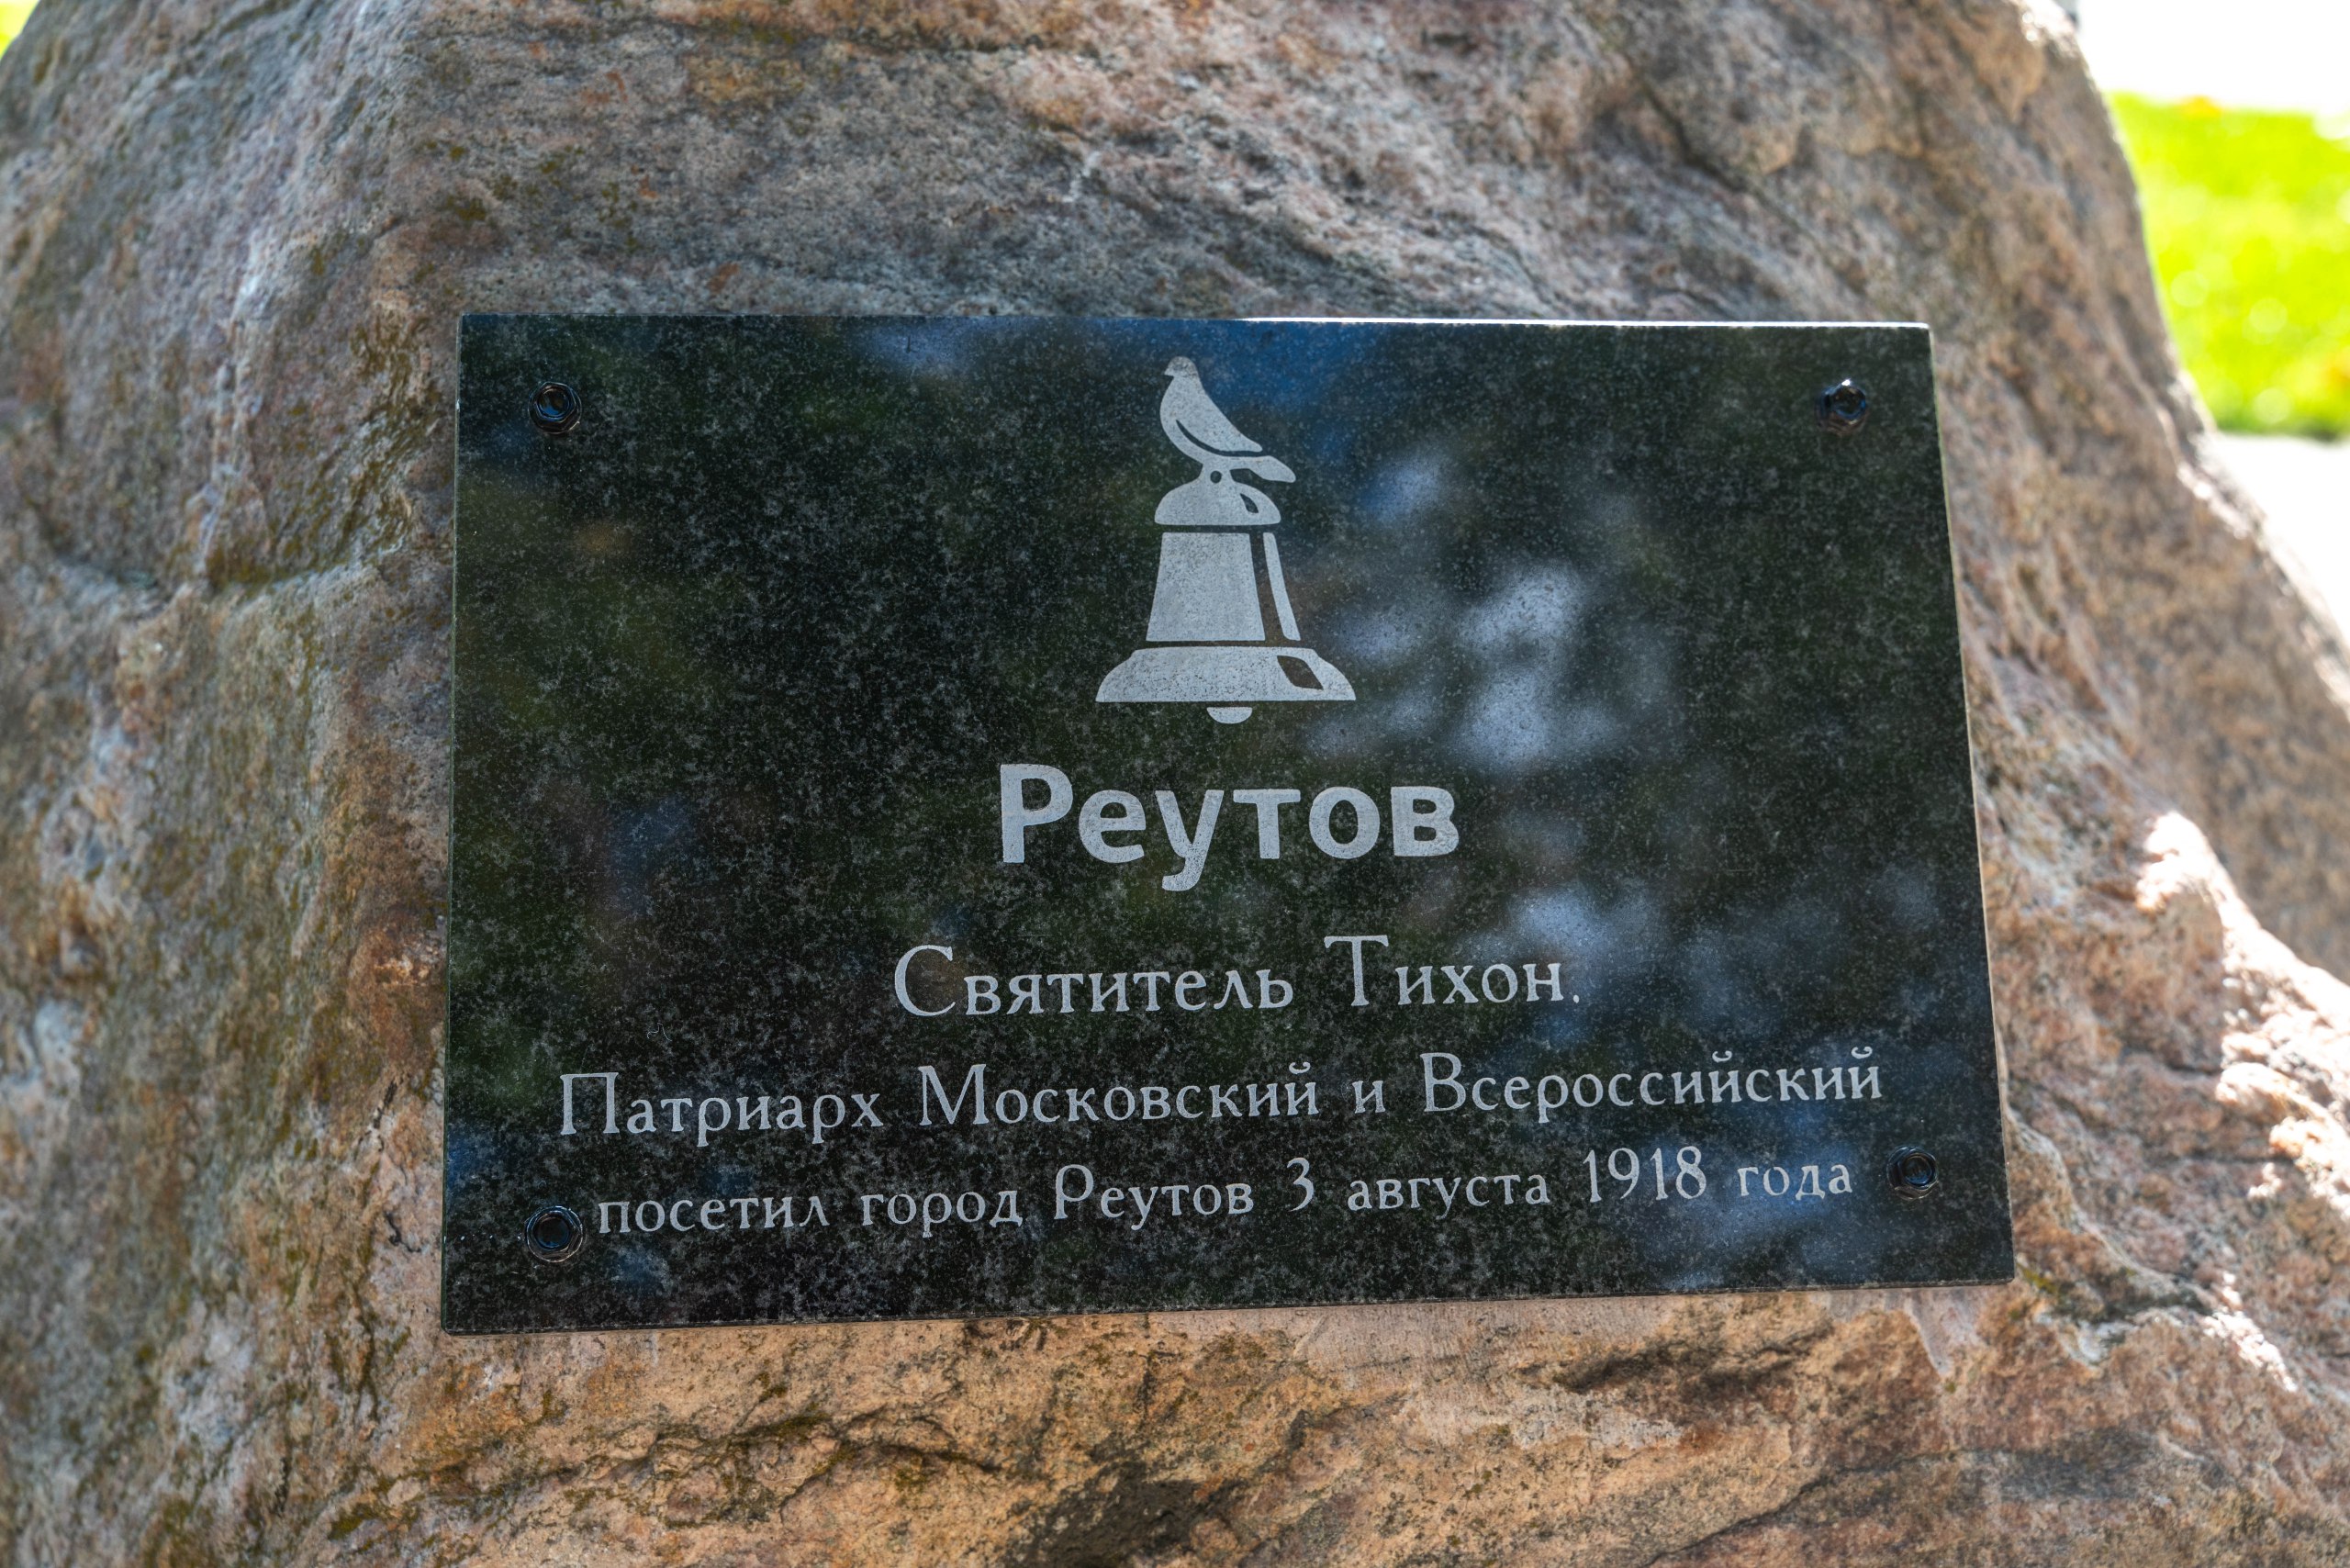 Реутов
Святитель Тихон.
Патриарх Московский и Всероссийский
посетил город Реутов 3 августа 1918 года